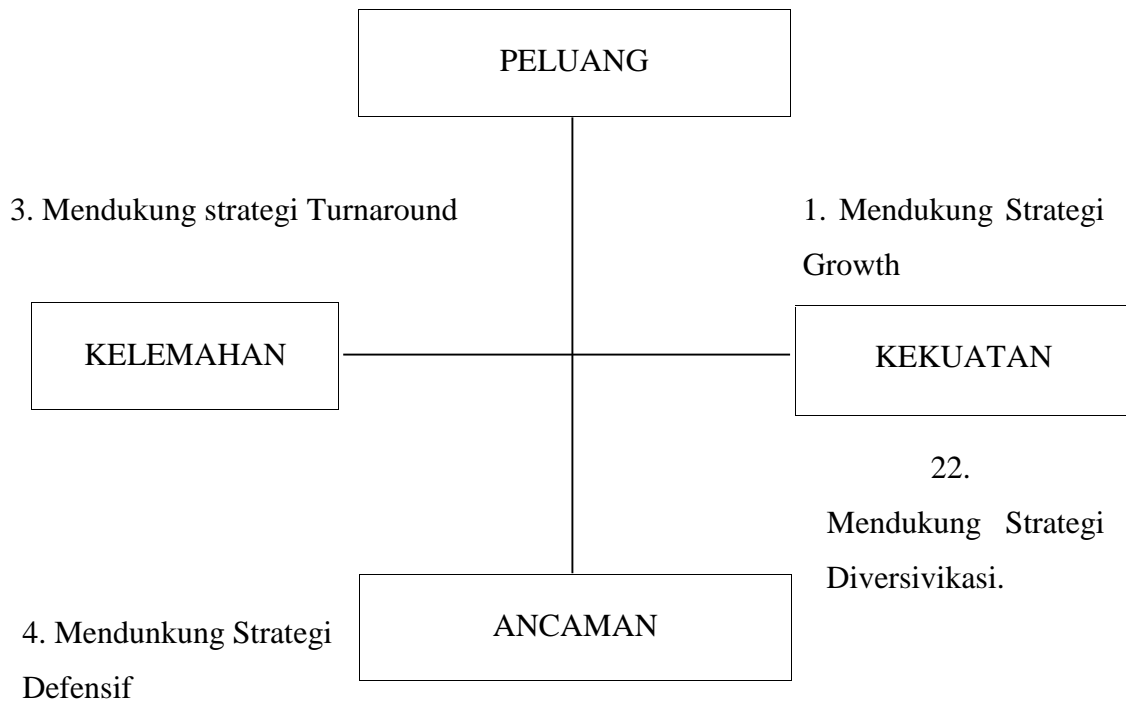 PELUANG
3. Mendukung strategi Turnaround
1. Mendukung Strategi
Growth
KELEMAHAN
KEKUATAN
22.
Mendukung Strategi
Diversivikasi.
ANCAMAN
4. Mendunkung Strategi
Defensif